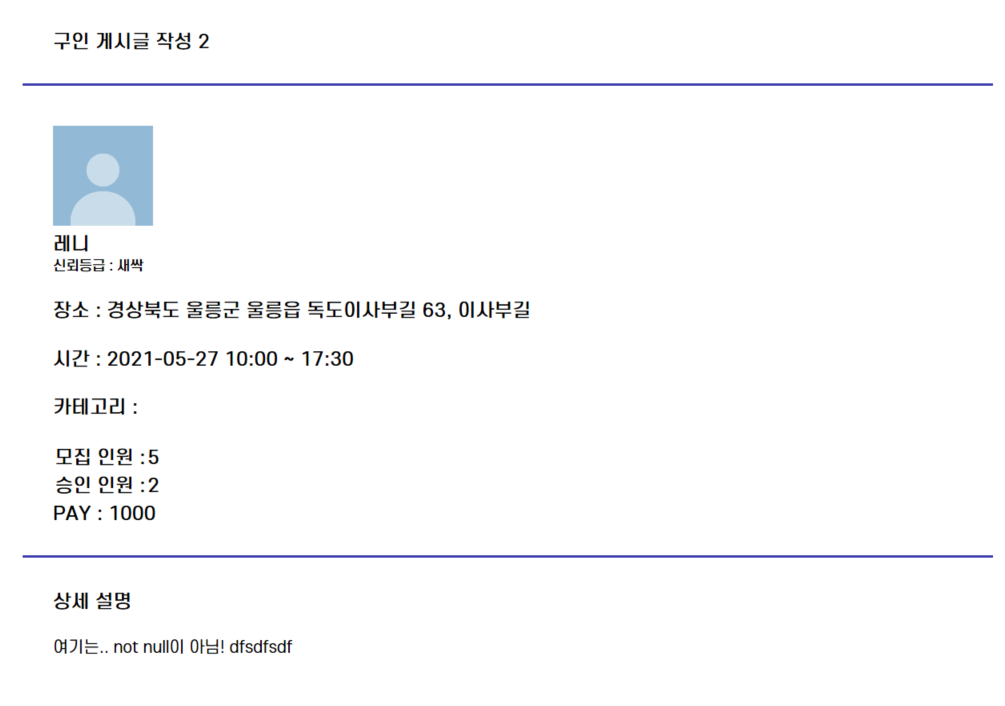 구인 게시글 작성 2
레니
신뢰등급 : 새싹
장소 : 경상북도 울릉군 울릉읍 독도이사부길 63, 이사부길
시간 : 2021-05-27 10:00 ~ 17:30
카테고리 :
모집 인원 :5
승인 인원 :2
PAY : 1000
상세 설명
여기는.. not null이 아님! dfsdfsdf